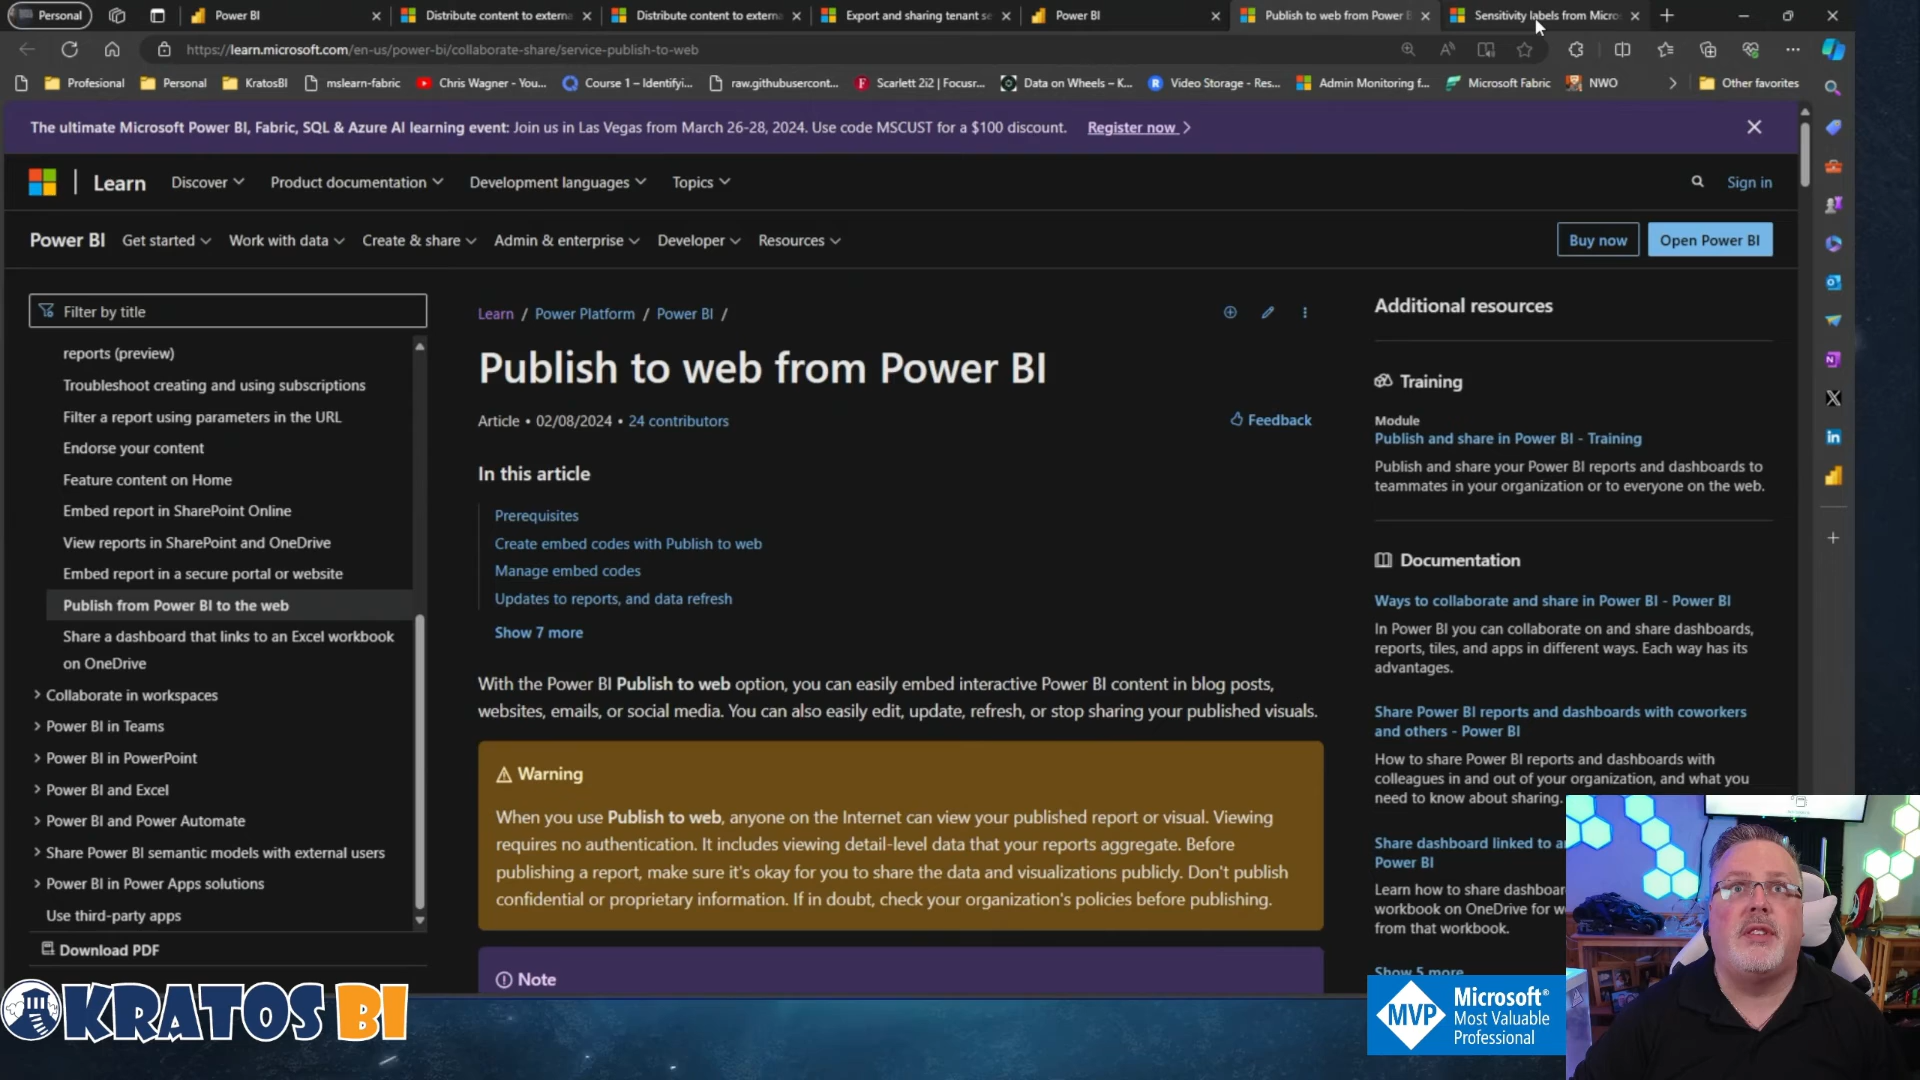 Personal
Power BI
Distribute content to externa
Distribute content to externa
Export and sharing tenant se
Power BI
Publish to web from Power B
Sensitivity labels from Micro
https://learn.microsoft.com/en-us/power-bi/collaborate-share/service-publish-to-web
Profesional
Personal
KratosBI
mslearn-fabric
Chris Wagner - You...
Course 1 – Identifyi...
raw.githubusercont...
Scarlett 2i2 | Focusr...
Data on Wheels – K...
Video Storage - Res...
Admin Monitoring f...
Microsoft Fabric
NWO
Other favorites
The ultimate Microsoft Power BI, Fabric, SQL & Azure AI learning event: Join us in Las Vegas from March 26-28, 2024. Use code MSCUST for a $100 discount. Register now
Learn Discover Product documentation Development languages Topics Sign in
Power BI Get started Work with data Create & share Admin & enterprise Developer Resources Buy now Open Power BI
Filter by title
reports (preview)
Troubleshoot creating and using subscriptions
Filter a report using parameters in the URL
Endorse your content
Feature content on Home
Embed report in SharePoint Online
View reports in SharePoint and OneDrive
Embed report in a secure portal or website
Publish from Power BI to the web
Share a dashboard that links to an Excel workbook
on OneDrive
Collaborate in workspaces
Power BI in Teams
Power BI in PowerPoint
Power BI and Excel
Power BI and Power Automate
Share Power BI semantic models with external users
Power BI in Power Apps solutions
Use third-party apps
Download PDF
Learn / Power Platform / Power BI /
Publish to web from Power BI
Article • 02/08/2024 • 24 contributors
Feedback
In this article
Prerequisites
Create embed codes with Publish to web
Manage embed codes
Updates to reports, and data refresh
Show 7 more
With the Power BI Publish to web option, you can easily embed interactive Power BI content in blog posts,
websites, emails, or social media. You can also easily edit, update, refresh, or stop sharing your published visuals.
Warning
When you use Publish to web, anyone on the Internet can view your published report or visual. Viewing
requires no authentication. It includes viewing detail-level data that your reports aggregate. Before
publishing a report, make sure it's okay for you to share the data and visualizations publicly. Don't publish
confidential or proprietary information. If in doubt, check your organization's policies before publishing.
Note
Additional resources
Training
Module
Publish and share in Power BI - Training
Publish and share your Power BI reports and dashboards to
teammates in your organization or to everyone on the web.
Documentation
Ways to collaborate and share in Power BI - Power BI
In Power BI you can collaborate on and share dashboards,
reports, tiles, and apps in different ways. Each way has its
advantages.
Share Power BI reports and dashboards with coworkers
and others - Power BI
How to share Power BI reports and dashboards with
colleagues in and out of your organization, and what you
need to know about sharing.
Share dashboard linked to a
Power BI
Learn how to share dashboar
workbook on OneDrive for w
from that workbook.
Show 5 more
KRATOS BI
MVP
Microsoft®
Most Valuable
Professional